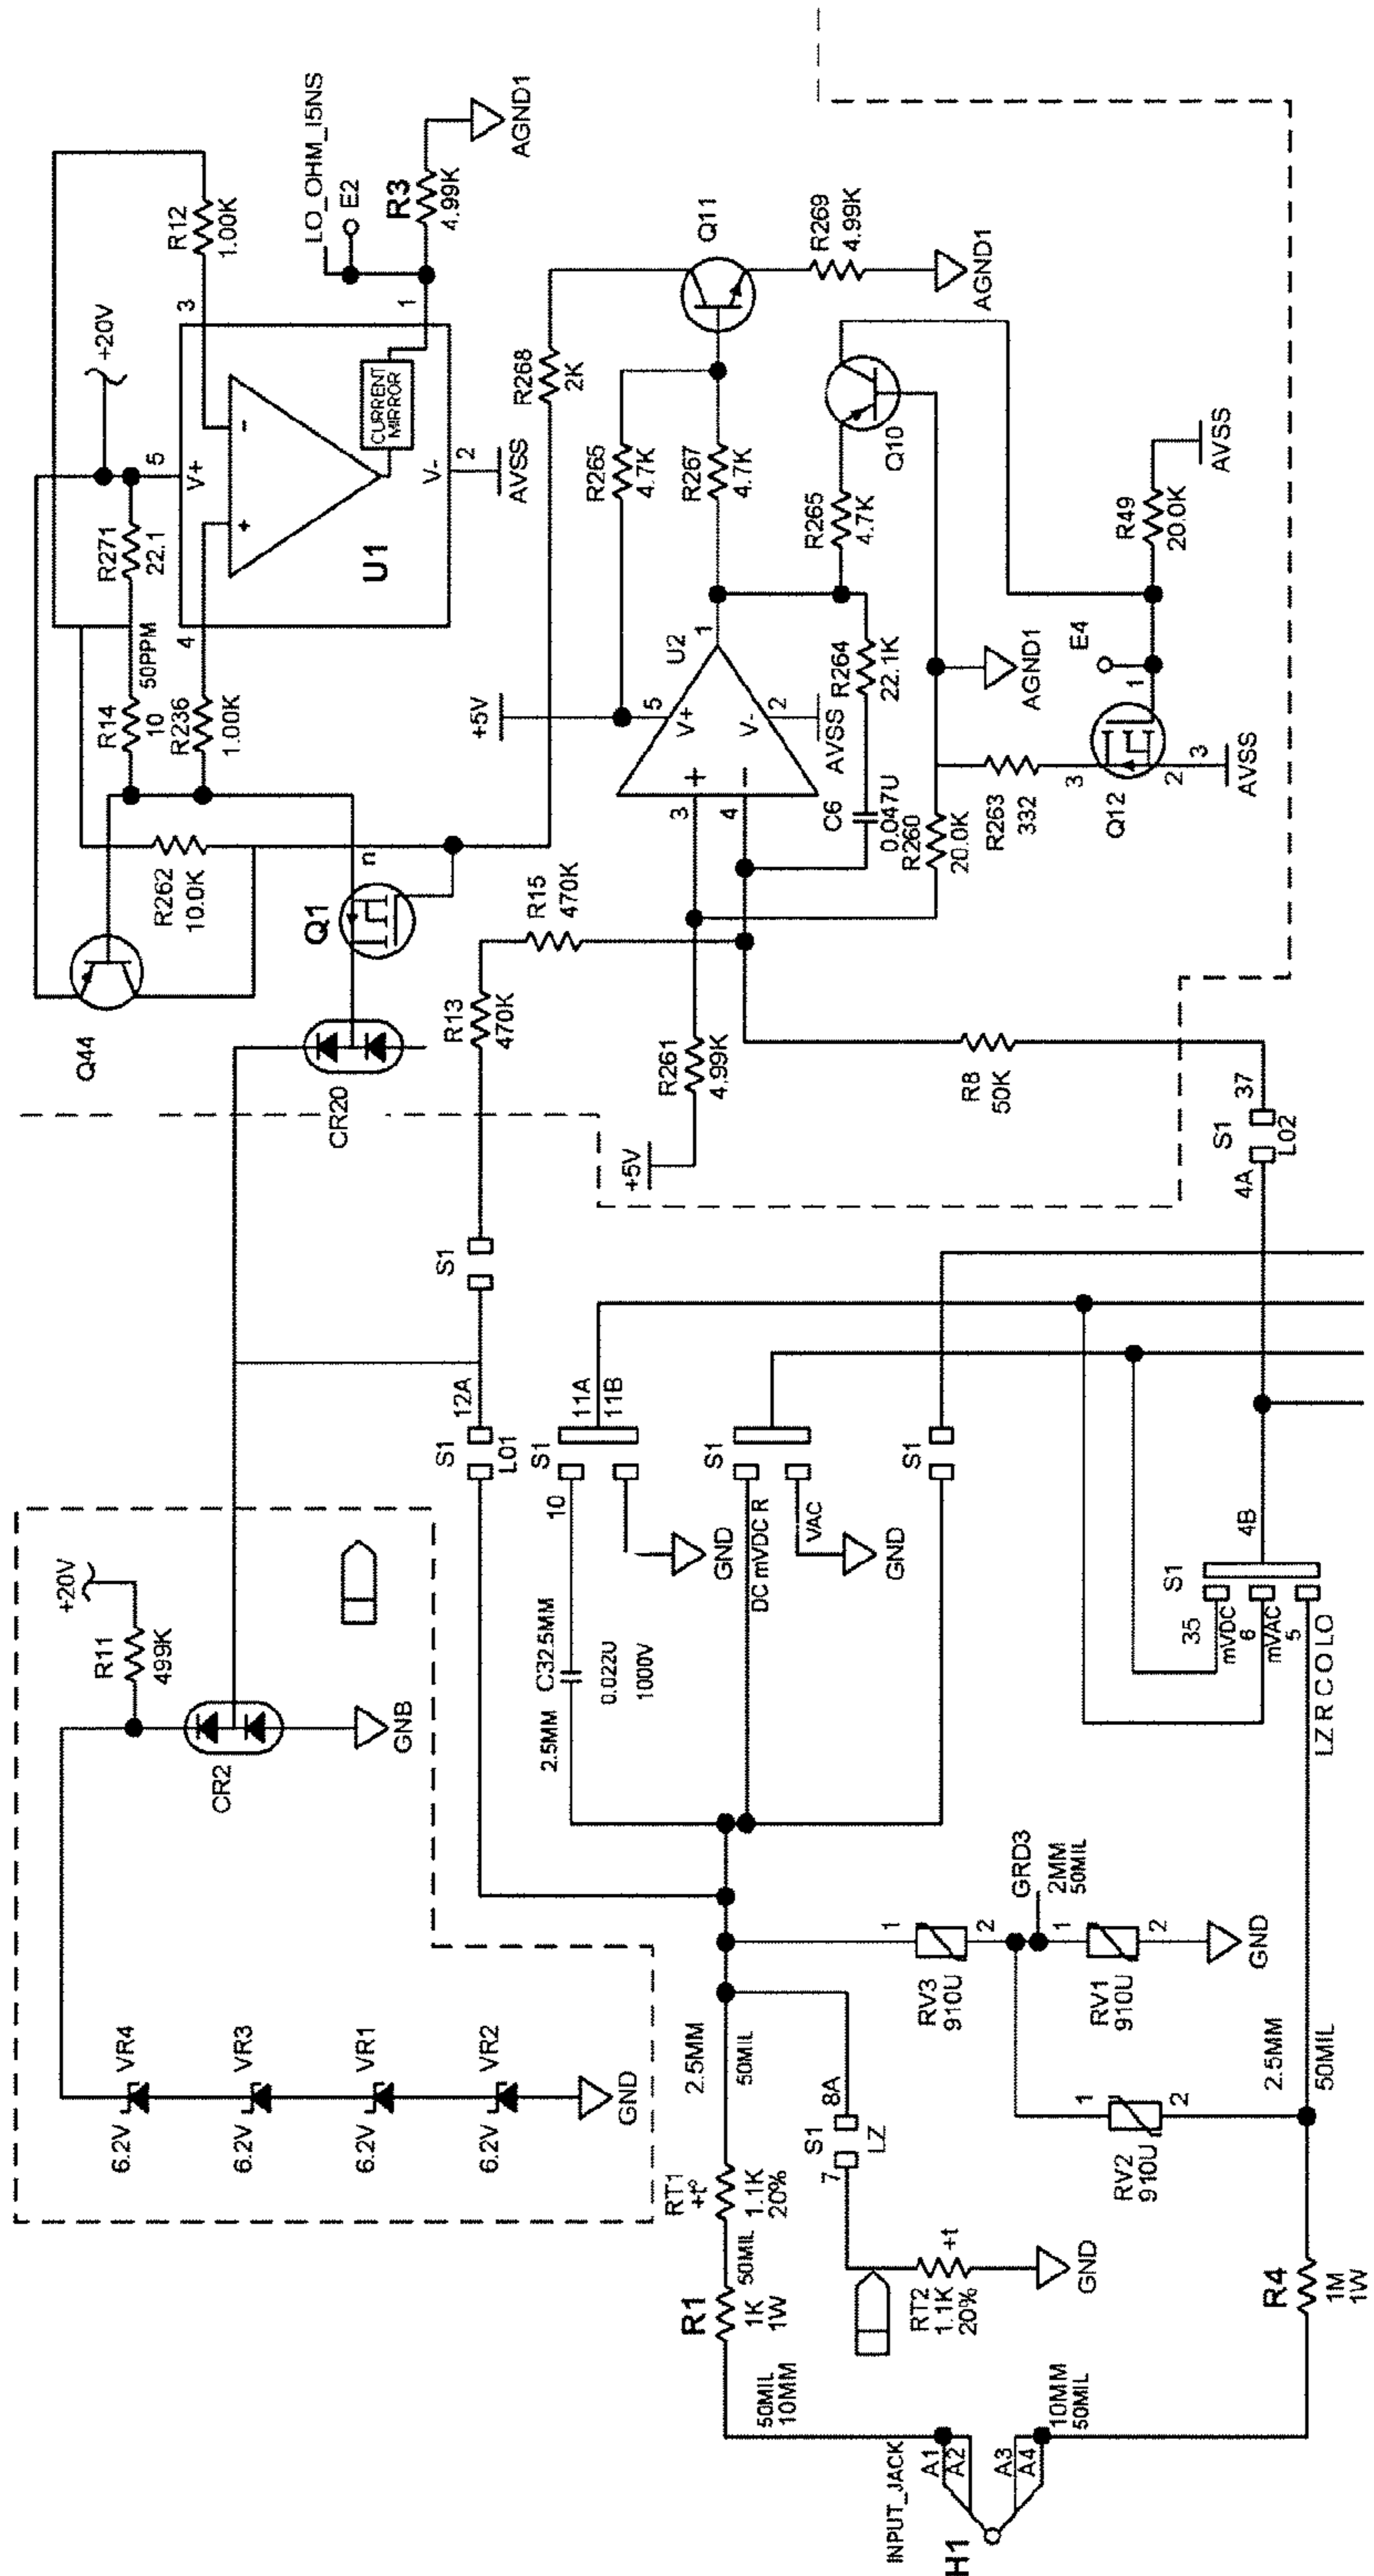 +20V
R12
1.00K
3
LO_OHM_I5NS
E2
R3
4.99K
AGND1
1
5
V+
R271
22.1
50PPM
4
R14
10
R236
1.00K
U1
+
-
CURRENT
MIRROR
V-
2
AVSS
Q44
R262
10.0K
n
Q1
CR20
R268
2K
Q11
R269
4.99K
AGND1
R265
4.7K
R267
4.7K
R265
4.7K
Q10
+5V
U2
1
5
V+
V-
2
AVSS
+
3
4
R264
22.1K
C6
0.047U
AGND1
R260
20.0K
R263
332
E4
1
R49
20.0K
AVSS
Q12
3
2
3
AVSS
R15
470K
R13
470K
R261
4.99K
+5V
R8
50K
37
S1
L02
4A
S1
12A
S1
L01
11A
11B
S1
10
GND
S1
DC mVDC R
VAC
GND
S1
4B
S1
35
mVDC
6
mVAC
5
LZ R C O LO
+20V
R11
499K
CR2
GNB
VR4
6.2V
VR3
6.2V
VR1
6.2V
VR2
6.2V
GND
2.5MM
C32.5MM
0.022U
1000V
RT1
+t°
1.1K
20%
2.5MM
50MIL
50MIL
R1
1K
1W
50MIL
10MM
S1
8A
LZ
7
RT2
1.1K
20%
+t
GND
RV3
910U
1
2
GRD3
2MM
50MIL
RV1
910U
1
2
GND
RV2
910U
1
2
2.5MM
50MIL
R4
1M
1W
10MM
50MIL
INPUT_JACK
A1
A2
A3
A4
H1